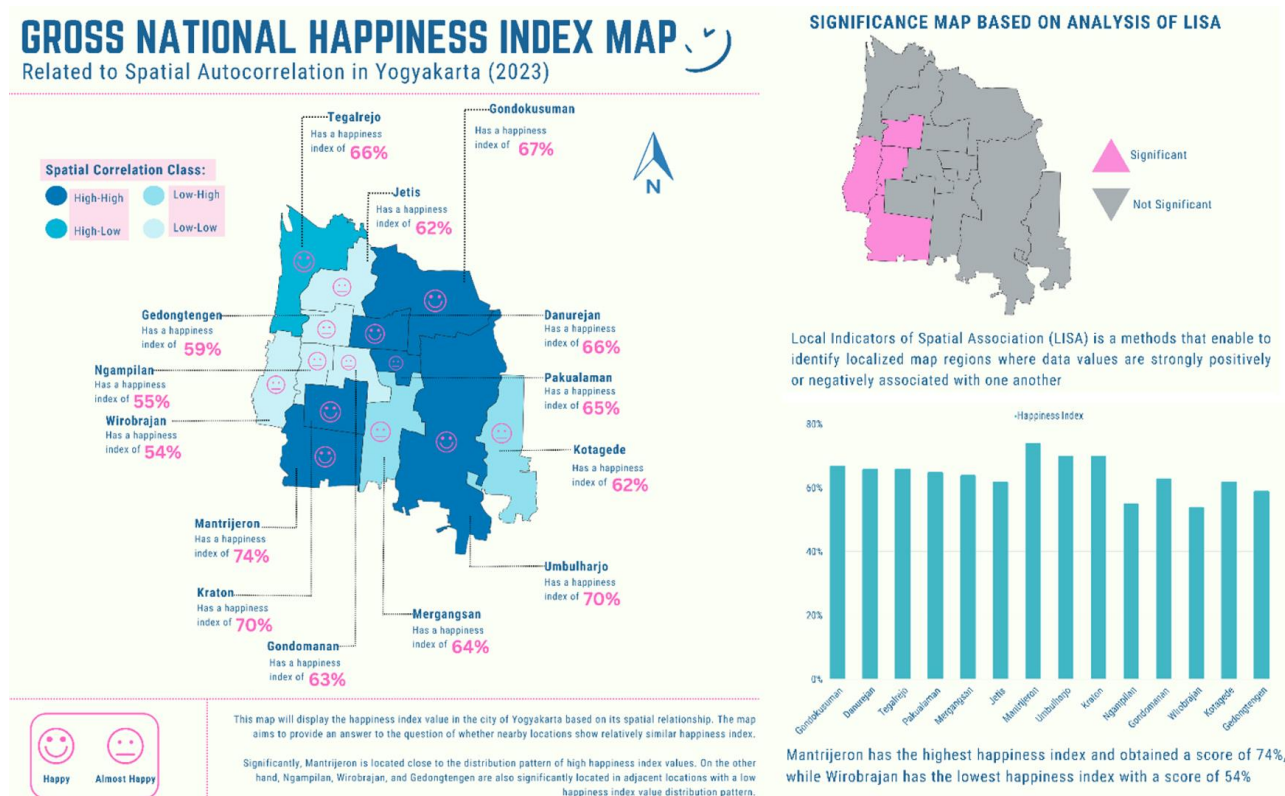 GROSS NATIONAL HAPPINESS INDEX MAP
Related to Spatial Autocorrelation in Yogyakarta (2023)
Tegalrejo
Has a happiness
index of 66%
Gondokusuman
Has a happiness
index of 67%
N
Spatial Correlation Class:
High-High
Low-High
High-Low
Low-Low
Jetis
Has a happiness
index of 62%
Gedongtengen
Has a happiness
index of 59%
Danurejan
Has a happiness
index of 66%
Ngampilan
Has a happiness
index of 55%
Pakualaman
Has a happiness
index of 65%
Wirobrajan
Has a happiness
index of 54%
Kotagede
Has a happiness
index of 62%
Mantrijeron
Has a happiness
index of 74%
Umbulharjo
Has a happiness
index of 70%
Kraton
Has a happiness
index of 70%
Mergangsan
Has a happiness
index of 64%
Gondomanan
Has a happiness
index of 63%
Happy
Almost Happy
This map will display the happiness index value in the city of Yogyakarta based on its spatial relationship. The map
aims to provide an answer to the question of whether nearby locations show relatively similar happiness index.
Significantly, Mantrijeron is located close to the distribution pattern of high happiness index values. On the other
hand, Ngampilan, Wirobrajan, and Gedongtengen are also significantly located in adjacent locations with a low
happiness index value distribution pattern.
SIGNIFICANCE MAP BASED ON ANALYSIS OF LISA
Significant
Not Significant
Local Indicators of Spatial Association (LISA) is a methods that enable to
identify localized map regions where data values are strongly positively
or negatively associated with one another
-Happiness Index
80%
60%
40%
20%
0%
Gondokusuman
Danurejan
Tegalrejo
Pakualaman
Mergangsan
Jetis
Mantrijeron
Umbulharjo
Kraton
Ngampilan
Gondomanan
Wirobrajan
Kotagede
Gedongtengen
Mantrijeron has the highest happiness index and obtained a score of 74%,
while Wirobrajan has the lowest happiness index with a score of 54%